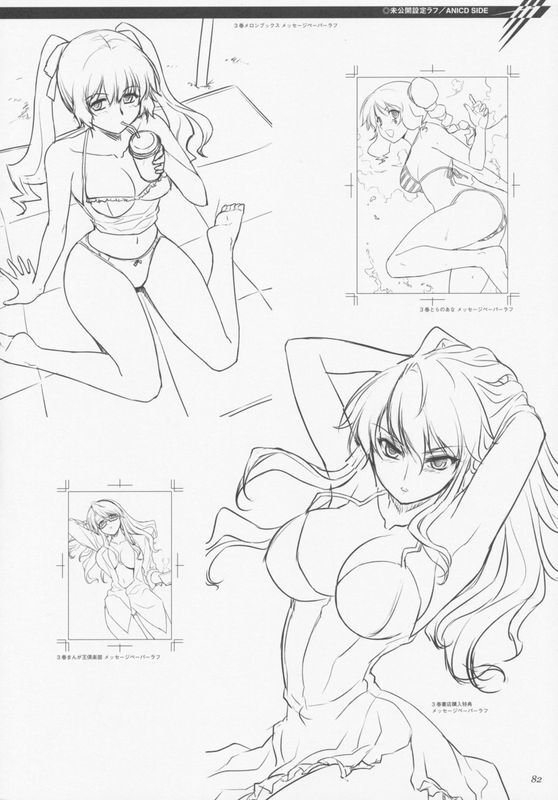 ◎未公開設定ラフ／ANICD SIDE
3巻メロンブックス メッセージペーパーラフ
3巻とらのあな メッセージペーパーラフ
3巻まんが王倶楽部 メッセージペーパーラフ
3巻書店購入特典
メッセージペーパーラフ
82